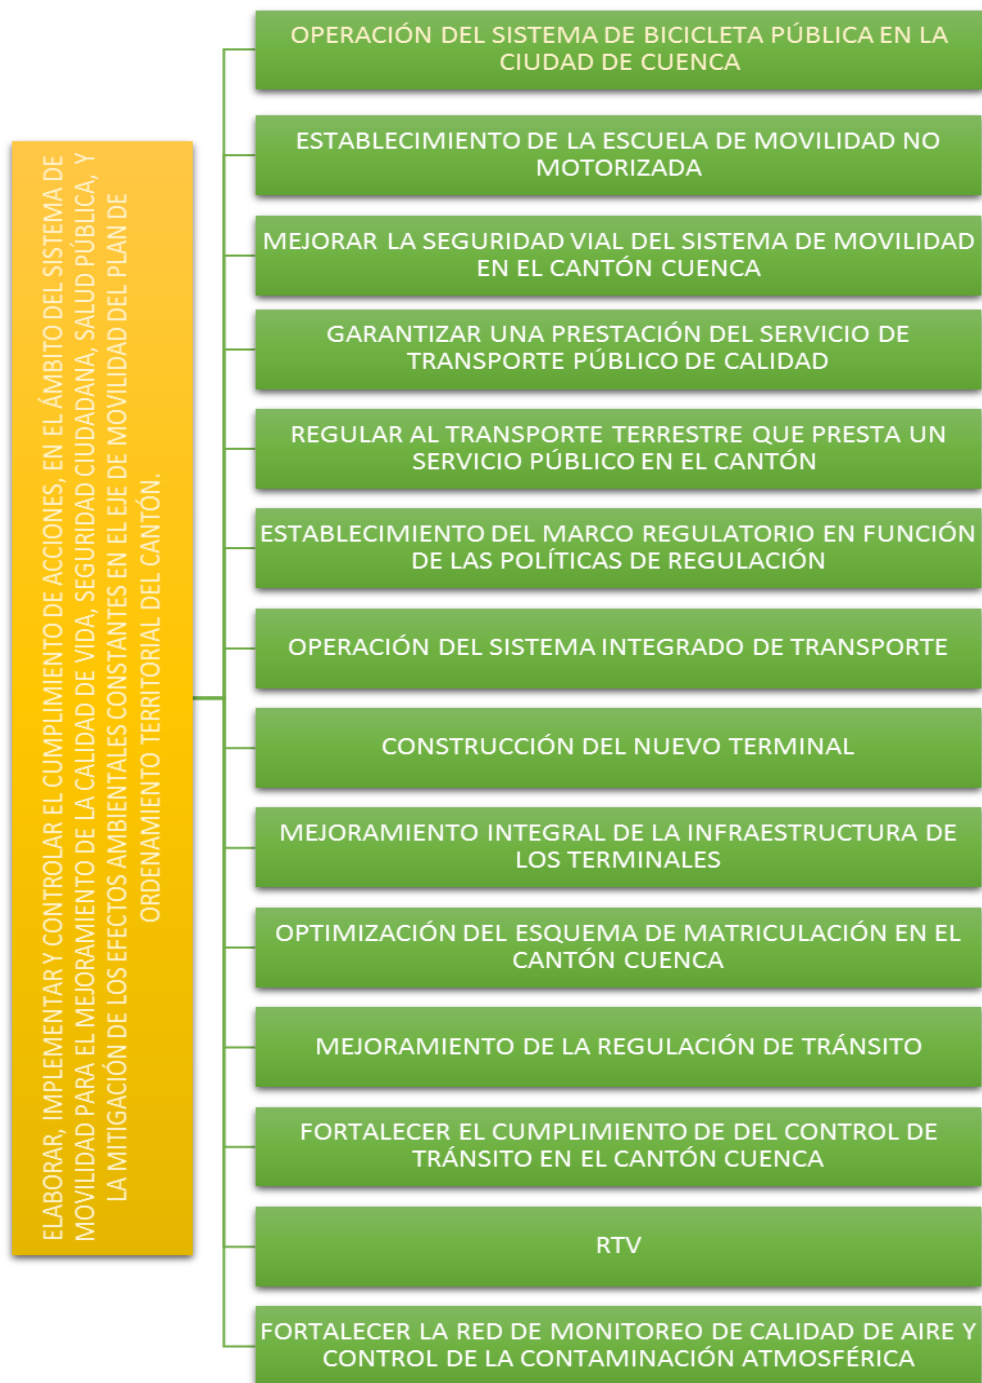 ELABORAR, IMPLEMENTAR Y CONTROLAR EL CUMPLIMIENTO DE ACCIONES, EN EL ÁMBITO DEL SISTEMA DE
MOVILIDAD PARA EL MEJORAMIENTO DE LA CALIDAD DE VIDA, SEGURIDAD CIUDADANA, SALUD PÚBLICA, Y
LA MITIGACIÓN DE LOS EFECTOS AMBIENTALES CONSTANTES EN EL EJE DE MOVILIDAD DEL PLAN DE
ORDENAMIENTO TERRITORIAL DEL CANTÓN.
OPERACIÓN DEL SISTEMA DE BICICLETA PÚBLICA EN LA
CIUDAD DE CUENCA
ESTABLECIMIENTO DE LA ESCUELA DE MOVILIDAD NO
MOTORIZADA
MEJORAR LA SEGURIDAD VIAL DEL SISTEMA DE MOVILIDAD
EN EL CANTÓN CUENCA
GARANTIZAR UNA PRESTACIÓN DEL SERVICIO DE
TRANSPORTE PÚBLICO DE CALIDAD
REGULAR AL TRANSPORTE TERRESTRE QUE PRESTA UN
SERVICIO PÚBLICO EN EL CANTÓN
ESTABLECIMIENTO DEL MARCO REGULATORIO EN FUNCIÓN
DE LAS POLÍTICAS DE REGULACIÓN
OPERACIÓN DEL SISTEMA INTEGRADO DE TRANSPORTE
CONSTRUCCIÓN DEL NUEVO TERMINAL
MEJORAMIENTO INTEGRAL DE LA INFRAESTRUCTURA DE
LOS TERMINALES
OPTIMIZACIÓN DEL ESQUEMA DE MATRICULACIÓN EN EL
CANTÓN CUENCA
MEJORAMIENTO DE LA REGULACIÓN DE TRÁNSITO
FORTALECER EL CUMPLIMIENTO DE DEL CONTROL DE
TRÁNSITO EN EL CANTÓN CUENCA
RTV
FORTALECER LA RED DE MONITOREO DE CALIDAD DE AIRE Y
CONTROL DE LA CONTAMINACIÓN ATMOSFÉRICA